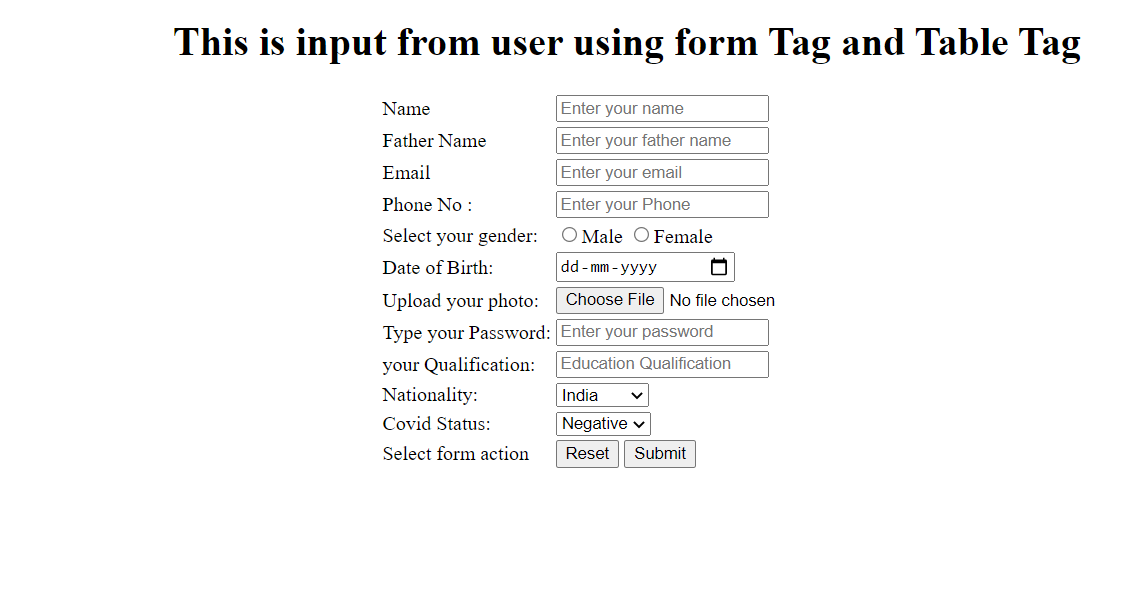 This is input from user using form Tag and Table Tag
Name Enter your name
Father Name Enter your father name
Email Enter your email
Phone No : Enter your Phone
Select your gender: Male Female
Date of Birth: dd-mm-yyyy
Upload your photo: Choose File No file chosen
Type your Password: Enter your password
your Qualification: Education Qualification
Nationality: India
Covid Status: Negative
Select form action Reset Submit